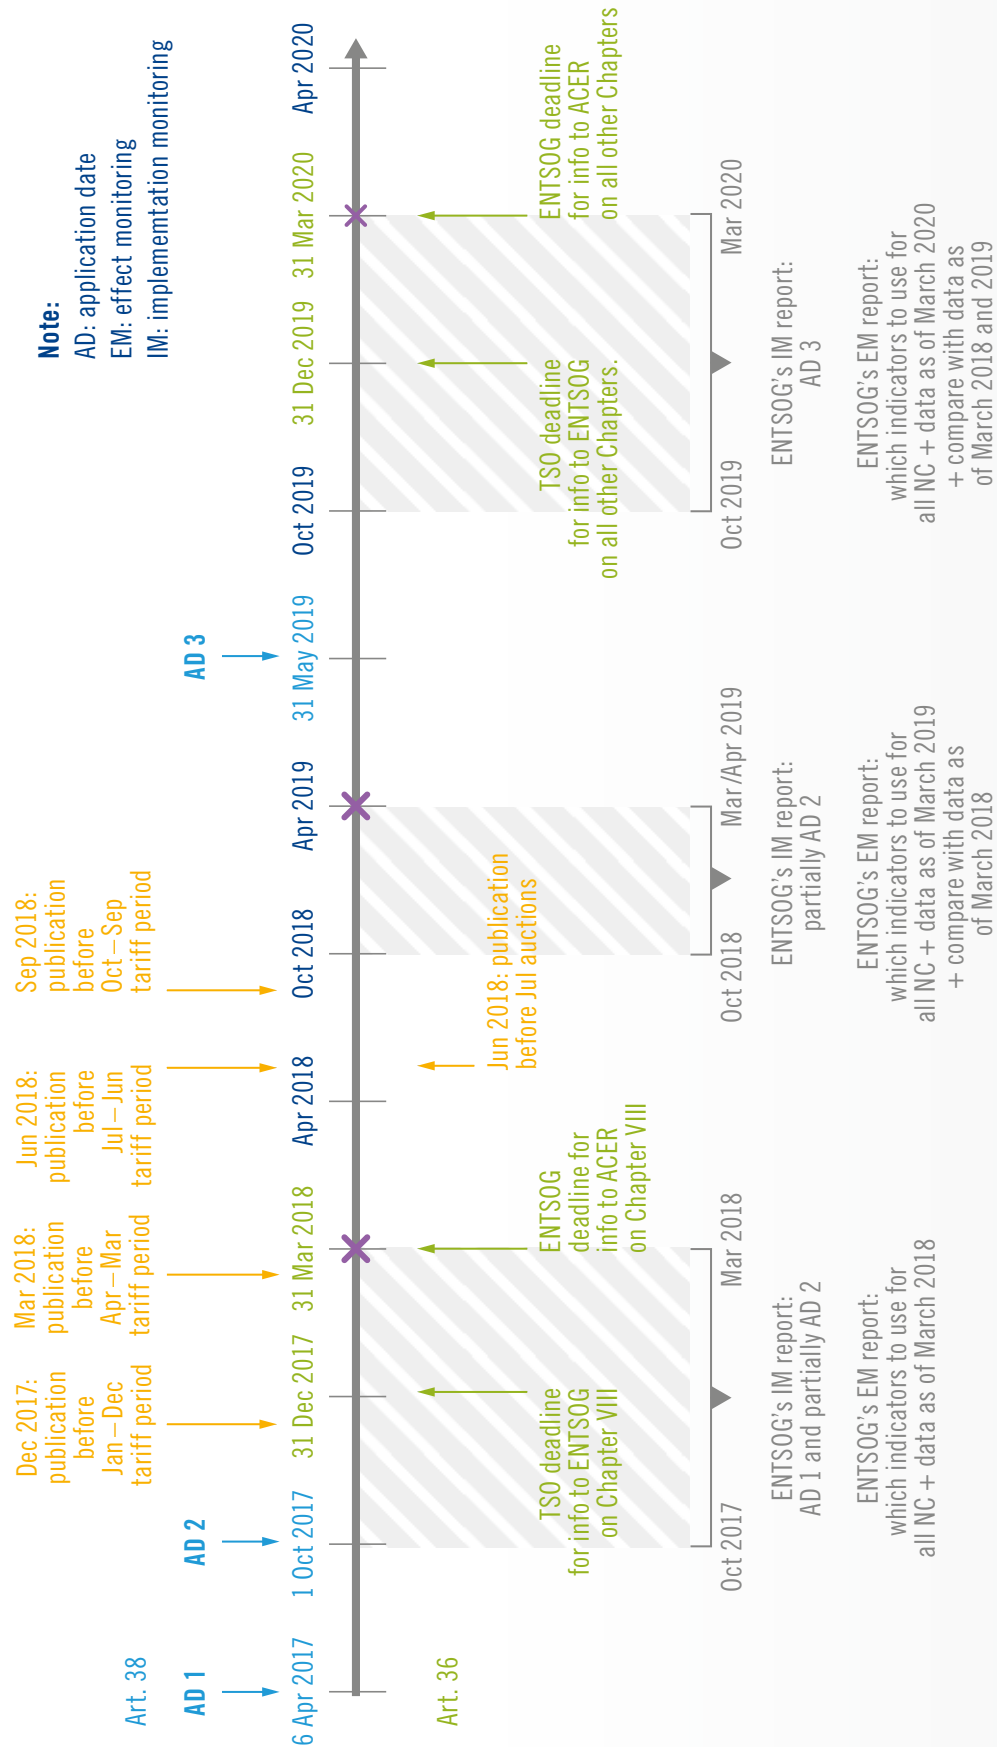 Note:
AD: application date
EM: effect monitoring
IM: implememtation monitoring
Dec 2017:
publication
before
Jan – Dec
tariff period
Mar 2018:
publication
before
Apr – Mar
tariff period
Jun 2018:
publication
before
Jul – Jun
tariff period
Sep 2018:
publication
before
Oct – Sep
tariff period
Art. 38
AD 1
AD 2
AD 3
6 Apr 2017
1 Oct 2017
31 Dec 2017
31 Mar 2018
Apr 2018
Oct 2018
Apr 2019
31 May 2019
Oct 2019
31 Dec 2019
31 Mar 2020
Apr 2020
Art. 36
TSO deadline
for info to ENTSOG
on Chapter VIII
ENTSOG
deadline for
info to ACER
on Chapter VIII
Jun 2018: publication
before Jul auctions
TSO deadline
for info to ENTSOG
on all other Chapters.
ENTSOG deadline
for info to ACER
on all other Chapters
Oct 2017
Mar 2018
Oct 2018
Mar / Apr 2019
Oct 2019
Mar 2020
ENTSOG's IM report:
AD 1 and partially AD 2
ENTSOG's EM report:
which indicators to use for
all NC + data as of March 2018
ENTSOG's IM report:
partially AD 2
ENTSOG's EM report:
which indicators to use for
all NC + data as of March 2019
+ compare with data as
of March 2018
ENTSOG's IM report:
AD 3
ENTSOG's EM report:
which indicators to use for
all NC + data as of March 2020
+ compare with data as
of March 2018 and 2019